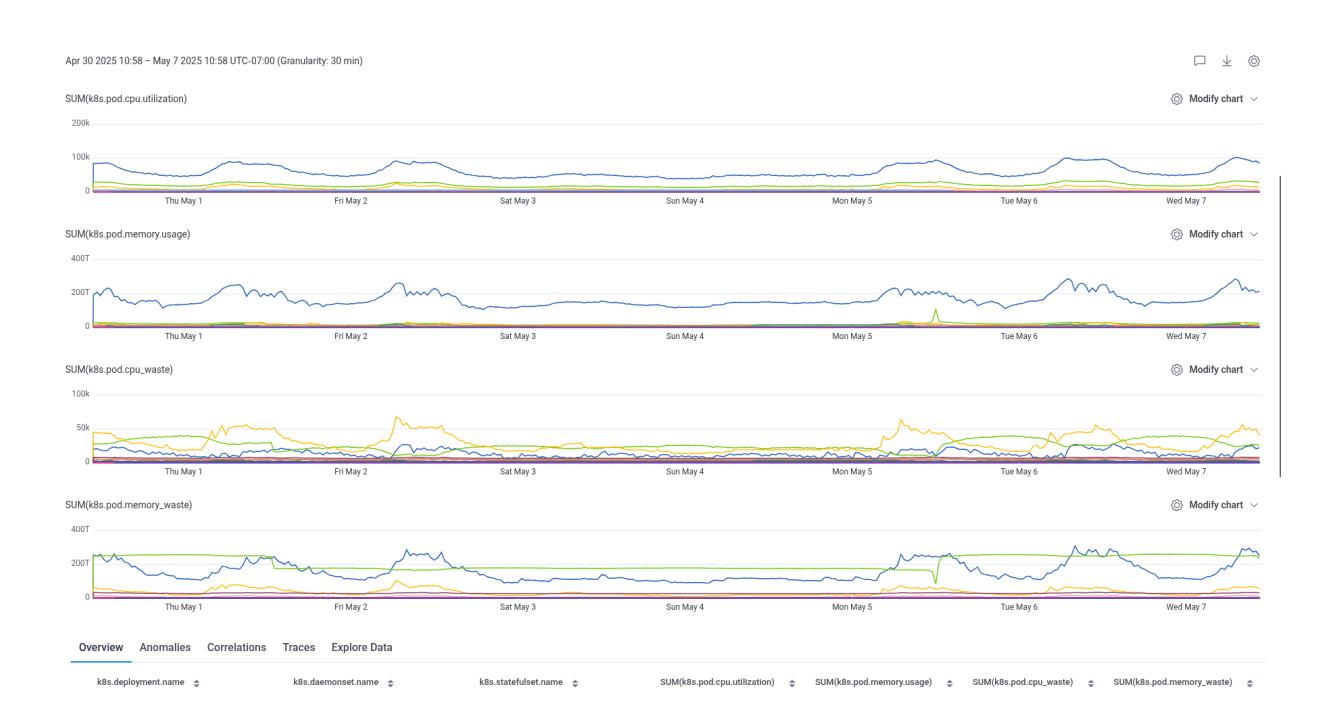 Apr 30 2025 10:58 – May 7 2025 10:58 UTC-07:00 (Granularity: 30 min)
SUM(k8s.pod.cpu.utilization)
Modify chart
200k
100k
0
Thu May 1 Fri May 2 Sat May 3 Sun May 4 Mon May 5 Tue May 6 Wed May 7
SUM(k8s.pod.memory.usage)
Modify chart
400T
200T
0
Thu May 1 Fri May 2 Sat May 3 Sun May 4 Mon May 5 Tue May 6 Wed May 7
SUM(k8s.pod.cpu_waste)
Modify chart
100k
50k
0
Thu May 1 Fri May 2 Sat May 3 Sun May 4 Mon May 5 Tue May 6 Wed May 7
SUM(k8s.pod.memory_waste)
Modify chart
400T
200T
0
Thu May 1 Fri May 2 Sat May 3 Sun May 4 Mon May 5 Tue May 6 Wed May 7
Overview Anomalies Correlations Traces Explore Data
k8s.deployment.name k8s.daemonset.name k8s.statefulset.name SUM(k8s.pod.cpu.utilization) SUM(k8s.pod.memory.usage) SUM(k8s.pod.cpu_waste) SUM(k8s.pod.memory_waste)